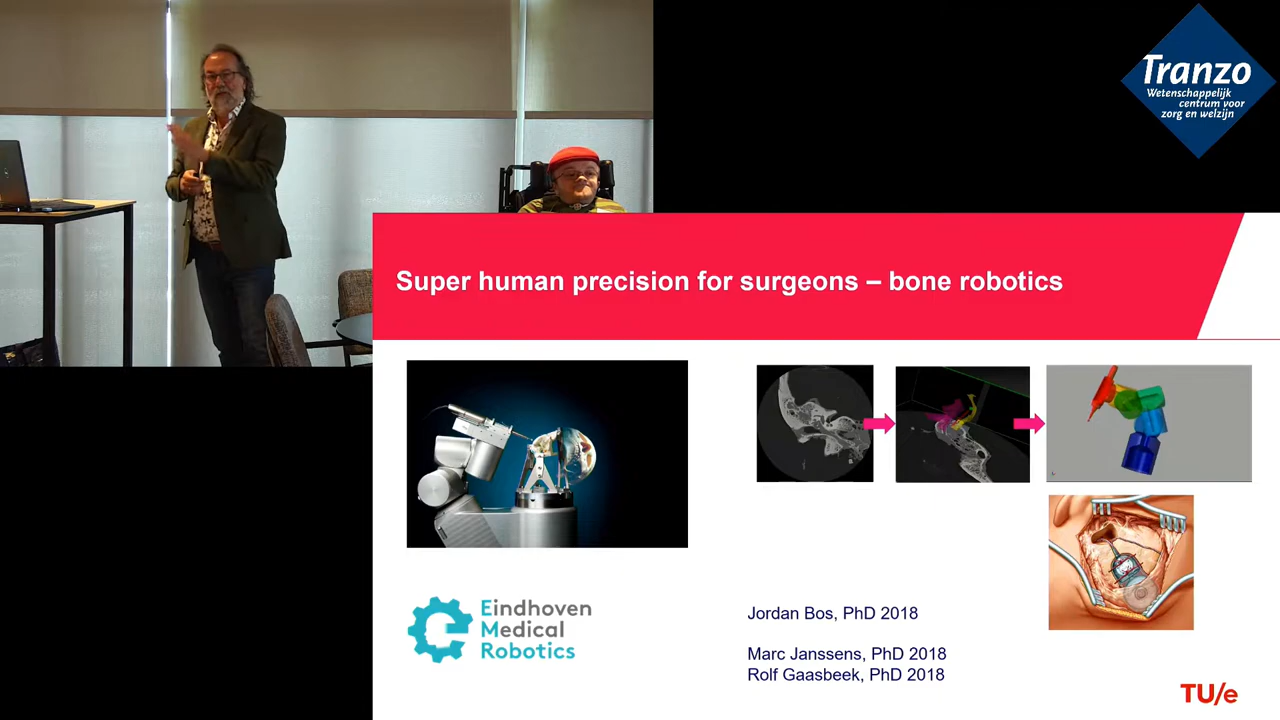 Tranzo
Wetenschappelijk
centrum voor
zorg en welzijn
Super human precision for surgeons – bone robotics
Eindhoven
Medical
Robotics
Jordan Bos, PhD 2018
Marc Janssens, PhD 2018
Rolf Gaasbeek, PhD 2018
TU/e